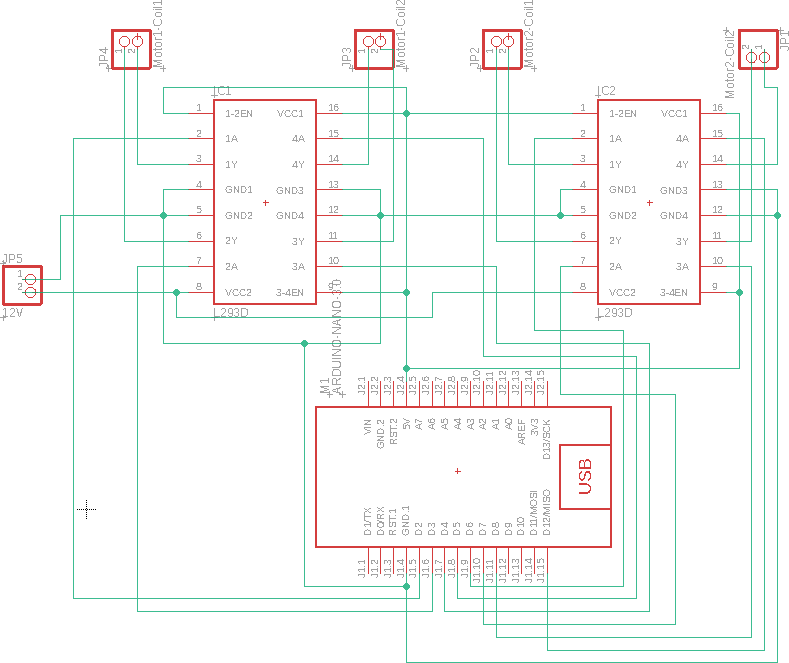 JP4
1
2
Motor1-Coil1
JP3
1
2
Motor1-Coil2
JP2
1
2
Motor2-Coil1
Motor2-Coil2
2
1
JP1
IC1
1
1-2EN
VCC1
16
2
1A
4A
15
3
1Y
4Y
14
4
GND1
GND3
13
5
GND2
GND4
12
6
2Y
3Y
11
7
2A
3A
10
8
VCC2
3-4EN
9
L293D
IC2
1
1-2EN
VCC1
16
2
1A
4A
15
3
1Y
4Y
14
4
GND1
GND3
13
5
GND2
GND4
12
6
2Y
3Y
11
7
2A
3A
10
8
VCC2
3-4EN
9
L293D
JP5
1
2
12V
M1
ARDUINO-NANO-3.0
J2.1
J2.2
J2.3
J2.4
J2.5
J2.6
J2.7
J2.8
J2.9
J2.10
J2.11
J2.12
J2.13
J2.14
J2.15
VIN
GND.2
RST.2
5V
A7
A6
A5
A4
A3
A2
A1
A0
AREF
3V3
D13/SCK
USB
D1/TX
D0/RX
RST.1
GND.1
D2
D3
D4
D5
D6
D7
D8
D9
D10
D11/MOSI
D12/MISO
J1.1
J1.2
J1.3
J1.4
J1.5
J1.6
J1.7
J1.8
J1.9
J1.10
J1.11
J1.12
J1.13
J1.14
J1.15